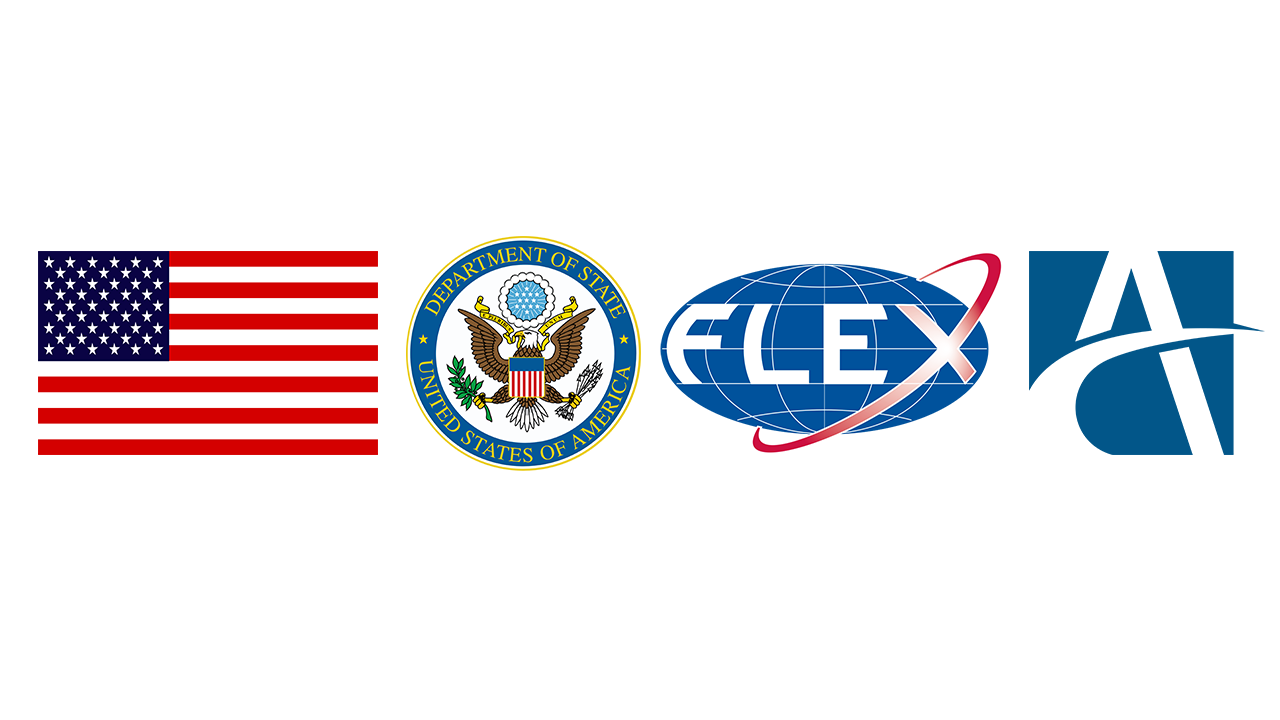 DEPARTMENT OF STATE
UNITED STATES OF AMERICA
FLEX
A